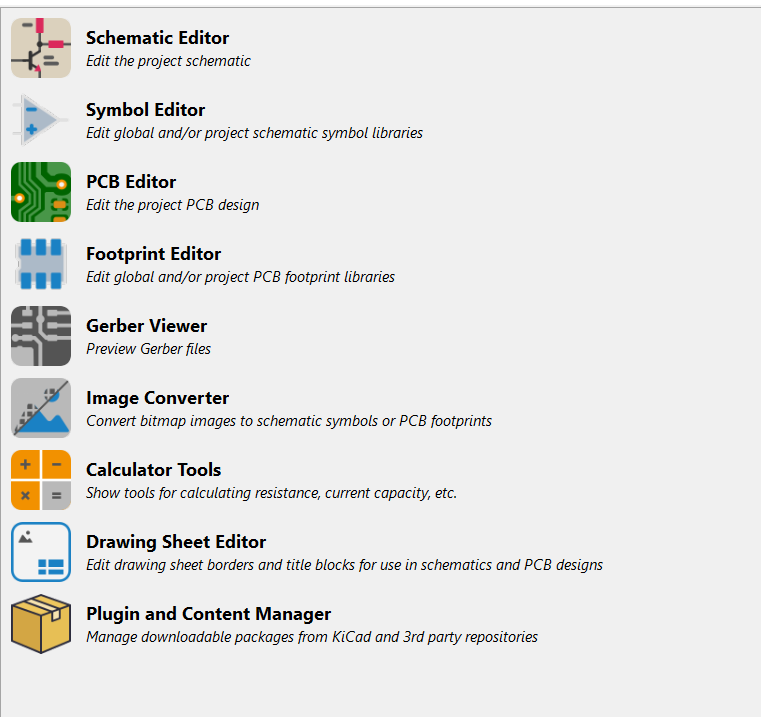 Schematic Editor
Edit the project schematic
Symbol Editor
Edit global and/or project schematic symbol libraries
PCB Editor
Edit the project PCB design
Footprint Editor
Edit global and/or project PCB footprint libraries
Gerber Viewer
Preview Gerber files
Image Converter
Convert bitmap images to schematic symbols or PCB footprints
Calculator Tools
Show tools for calculating resistance, current capacity, etc.
Drawing Sheet Editor
Edit drawing sheet borders and title blocks for use in schematics and PCB designs
Plugin and Content Manager
Manage downloadable packages from KiCad and 3rd party repositories